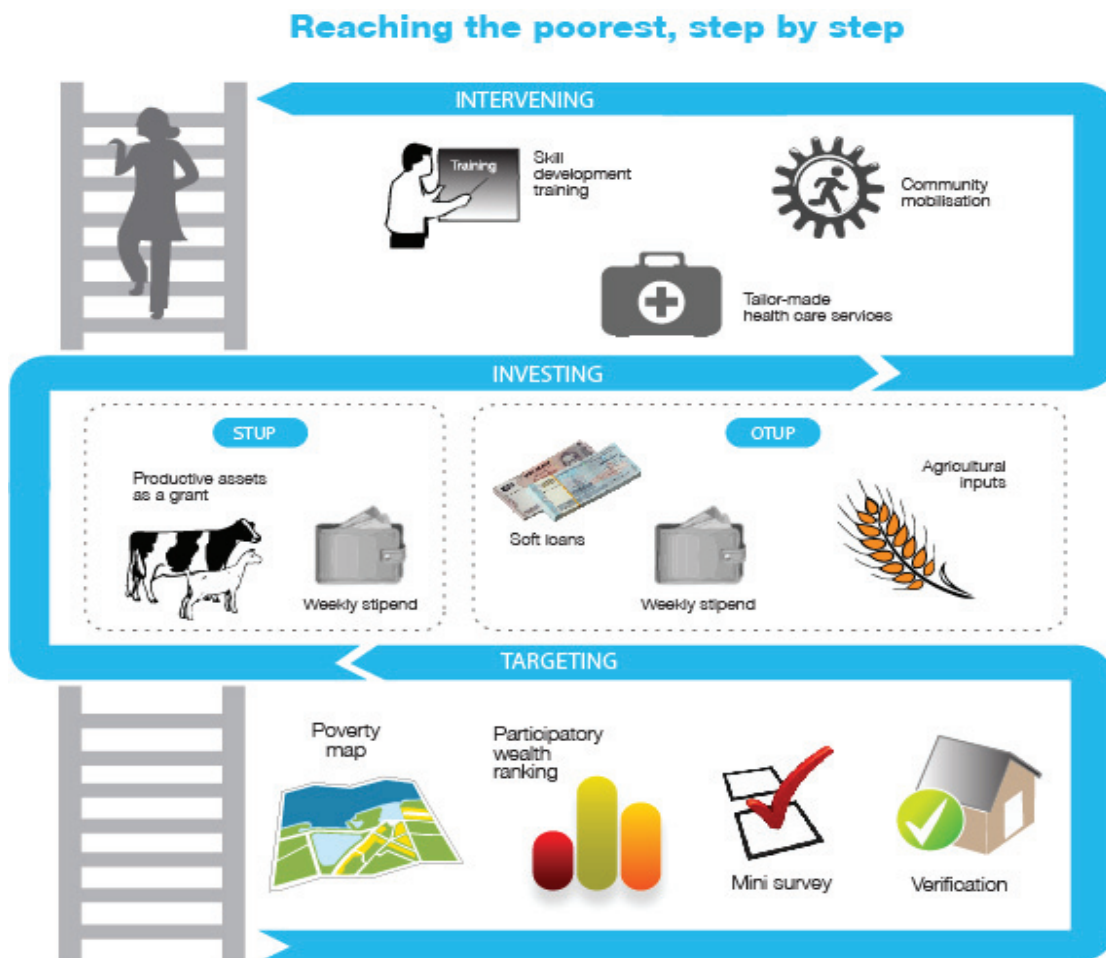 Reaching the poorest, step by step
INTERVENING
Training
Skill
development
training
Community
mobilisation
Tailor-made
health care services
INVESTING
STUP
OTUP
Productive assets
as a grant
Weekly stipend
Soft loans
Weekly stipend
Agricultural
inputs
TARGETING
Poverty
map
Participatory
wealth
ranking
Mini survey
Verification